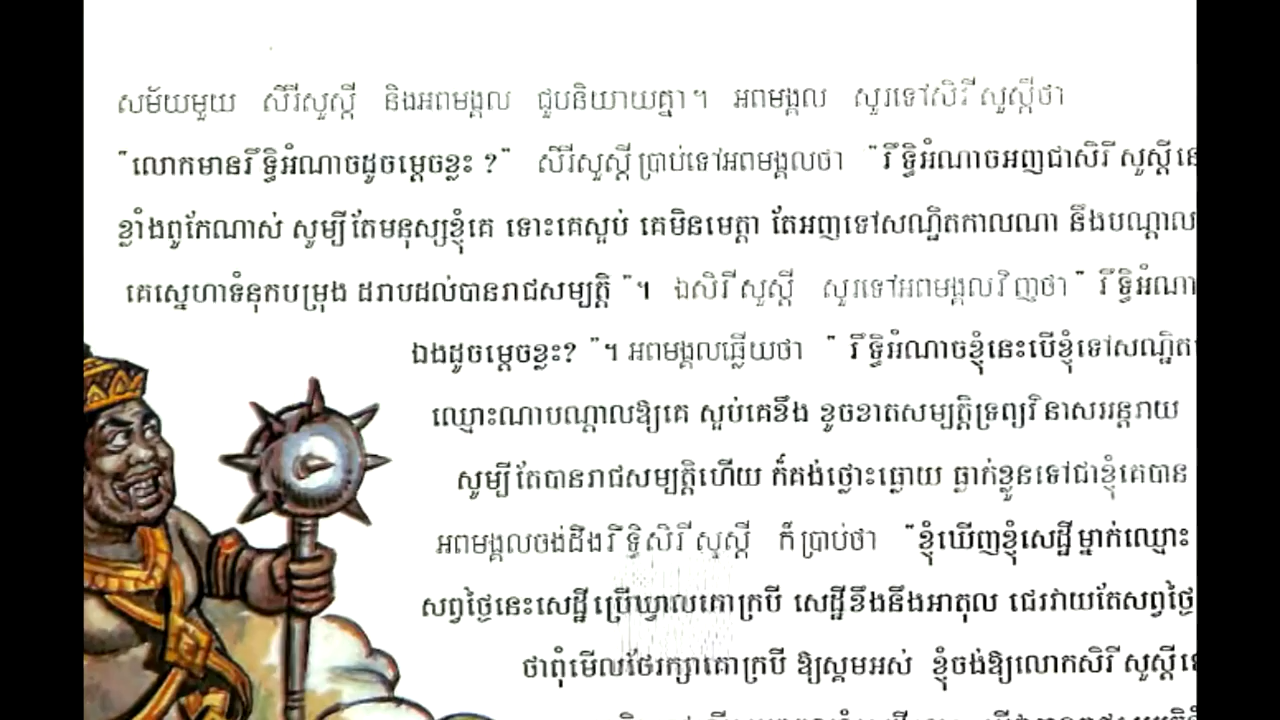 សម័យមួយ សិរីសួស្តី និងអពមង្គល ជួបនិយាយគ្នា។ អពមង្គល សួរទៅសិរីសួស្តីថា
"លោកមានរឹទ្ធិអំណាចដូចម្តេចខ្លះ ?" សិរីសួស្តីប្រាប់ទៅអពមង្គលថា "រឹទ្ធិអំណាចអញជាសិរីសួស្តីនេ
ខ្លាំងពូកែណាស់ សូម្បីតែមនុស្សខ្ញុំគេ ទោះគេស្អប់ គេមិនមេត្តា តែអញទៅសណ្ឋិតកាលណា នឹងបណ្តាល
គេស្នេហាទំនុកបម្រុង ដរាបដល់បានរាជសម្បត្តិ "។ ឯសិរីសួស្តី សួរទៅអពមង្គលវិញថា " រឹទ្ធិអំណា
ឯងដូចម្តេចខ្លះ? "។ អពមង្គលឆ្លើយថា " រឹទ្ធិអំណាចខ្ញុំនេះបើខ្ញុំទៅសណ្ឋិត
ឈ្មោះណាបណ្តាលឱ្យគេ ស្អប់គេខឹង ខូចខាតសម្បត្តិទ្រព្យវិនាសអន្តរាយ
សូម្បីតែបានរាជសម្បត្តិហើយ ក៏គង់ថ្លោះធ្លោយ ធ្លាក់ខ្លួនទៅជាខ្ញុំគេបាន
អពមង្គលចង់ដឹងរឹទ្ធិសិរីសួស្តី ក៏ប្រាប់ថា "ខ្ញុំឃើញខ្ញុំសេដ្ឋីម្នាក់ឈ្មោះ
សព្វថ្ងៃនេះសេដ្ឋីប្រើឃ្វាលគោក្របី សេដ្ឋីខឹងនឹងអាតុល ជេរវាយតែសព្វថ្ងៃ
ថាពុំមើលថែរក្សាគោក្របី ឱ្យស្គមអស់ ខ្ញុំចង់ឱ្យលោកសិរីសួស្តី